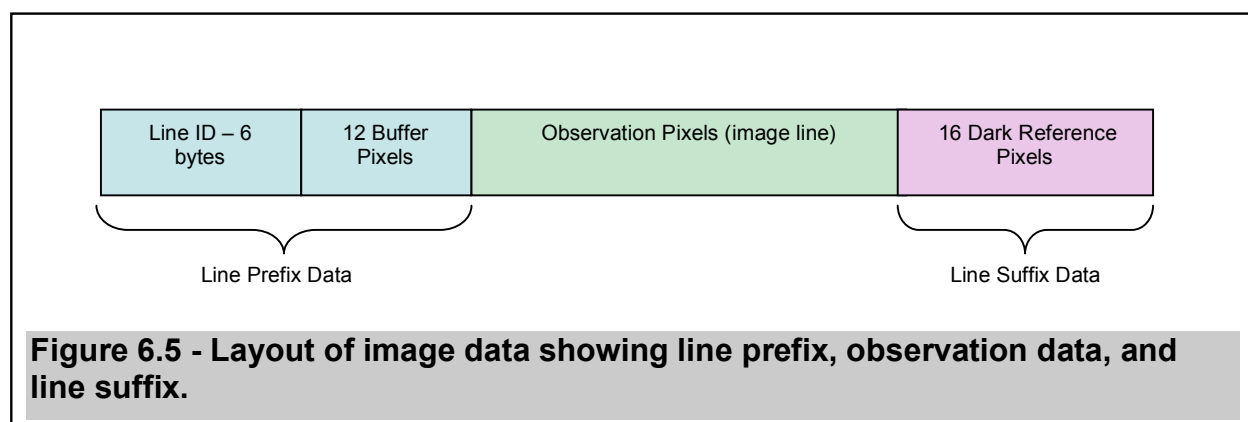 Line ID – 6
bytes
12 Buffer
Pixels
Observation Pixels (image line)
16 Dark Reference
Pixels
Line Prefix Data
Line Suffix Data
Figure 6.5 - Layout of image data showing line prefix, observation data, and
line suffix.